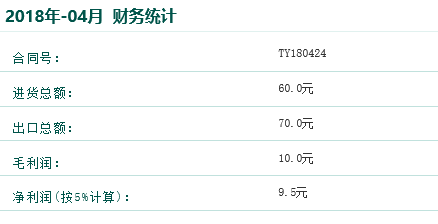 2018年-04月 财务统计
合同号： TY180424
进货总额： 60.0元
出口总额： 70.0元
毛利润： 10.0元
净利润(按5%计算)： 9.5元